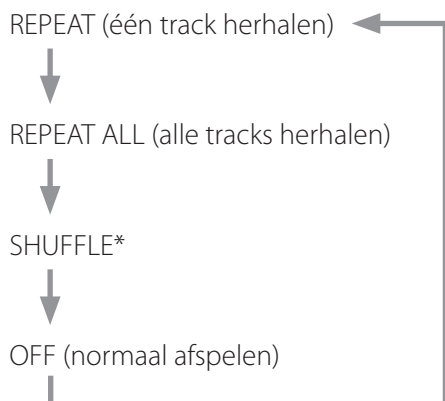 REPEAT (één track herhalen)
REPEAT ALL (alle tracks herhalen)
SHUFFLE*
OFF (normaal afspelen)